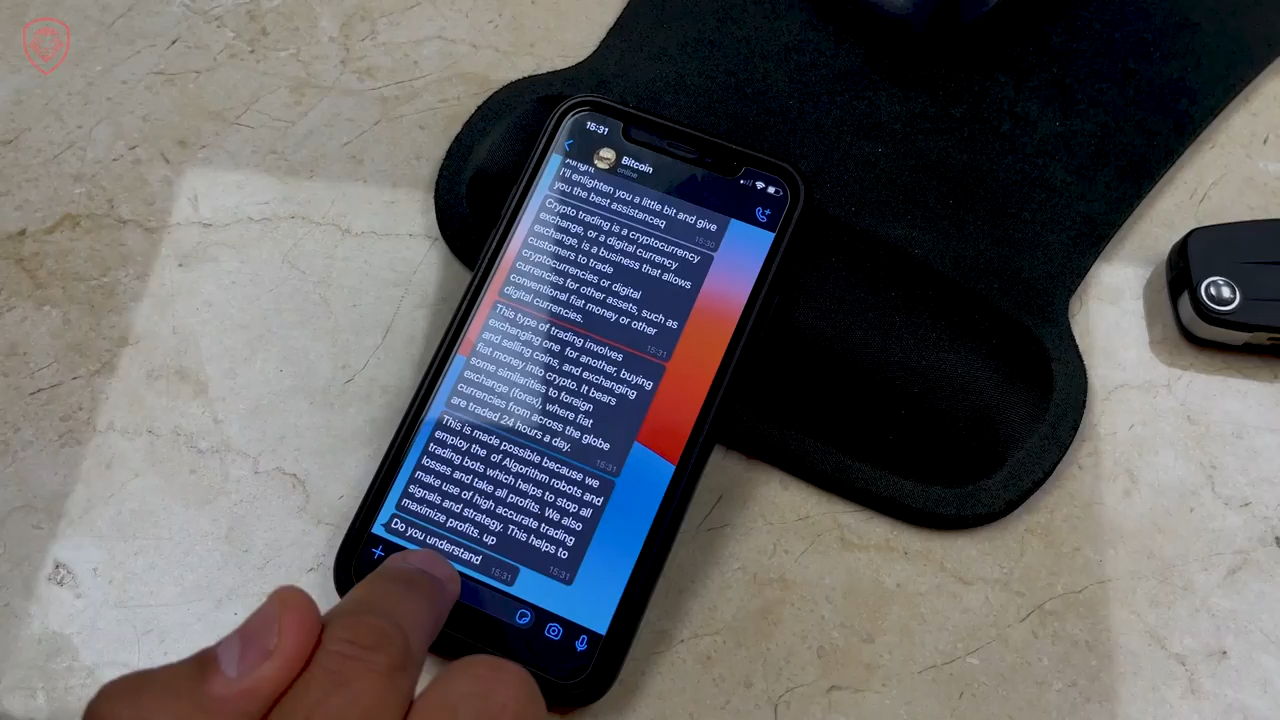 15:31
Bitcoin
online
Alright
I'll enlighten you a little bit and give
you the best assistanceq
15:30
Crypto trading is a cryptocurrency
exchange, or a digital currency
exchange, is a business that allows
customers to trade
cryptocurrencies or digital
currencies for other assets, such as
conventional fiat money or other
digital currencies.
15:31
This type of trading involves
exchanging one for another, buying
and selling coins, and exchanging
fiat money into crypto. It bears
some similarities to foreign
exchange (forex), where fiat
currencies from across the globe
are traded 24 hours a day.
15:31
This is made possible because we
employ the of Algorithm robots and
trading bots which helps to stop all
losses and take all profits. We also
make use of high accurate trading
signals and strategy. This helps to
maximize profits. up
15:31
Do you understand
15:31